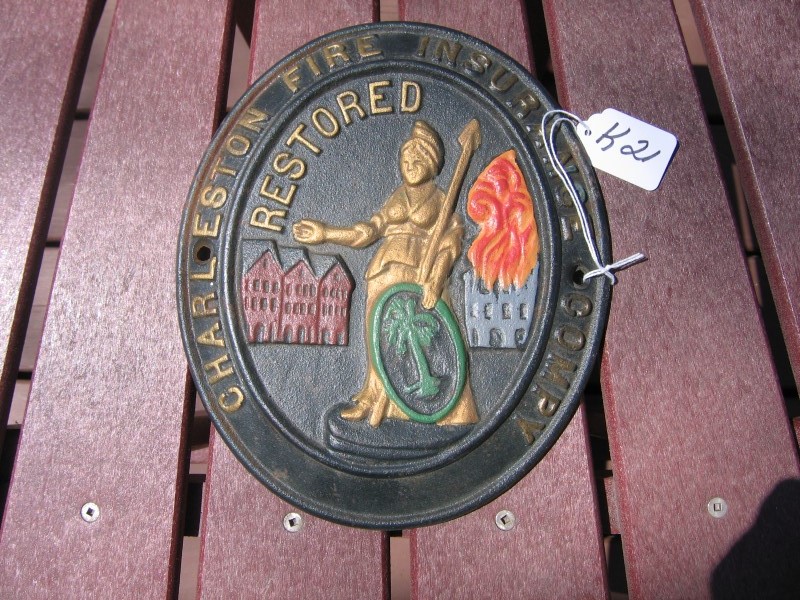 CHARLESTON FIRE INSURANCE COMPY
RESTORED
K21